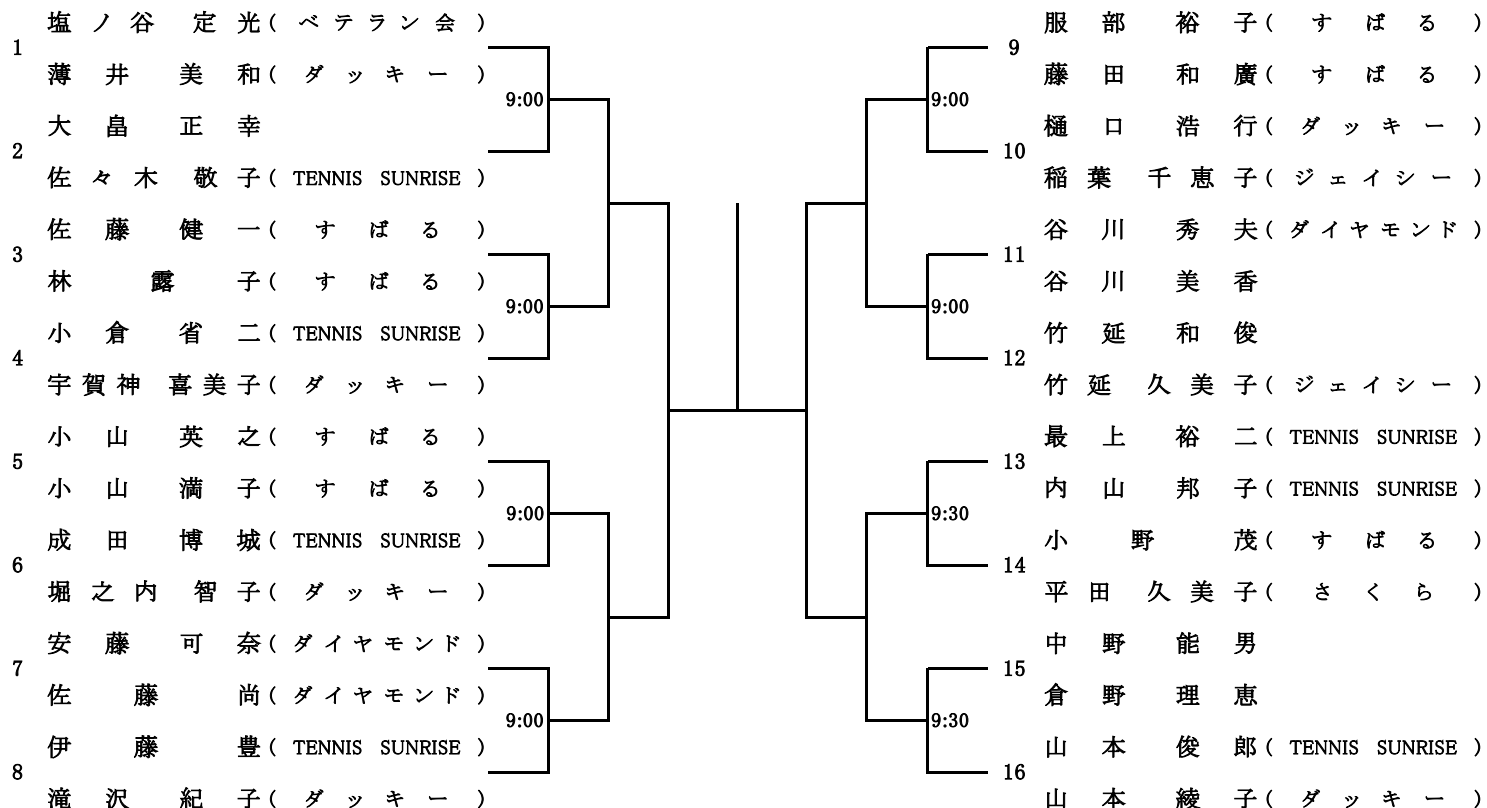 塩ノ谷 定光(ベテラン会)
1
薄井 美和(ダッキー)
9:00
大畠 正幸
2
佐々木 敬子(TENNIS SUNRISE)
佐藤 健一(すばる)
3
林 露子(すばる)
9:00
小倉 省二(TENNIS SUNRISE)
4
宇賀神 喜美子(ダッキー)
小山 英之(すばる)
5
小山 満子(すばる)
9:00
成田 博城(TENNIS SUNRISE)
6
堀之内 智子(ダッキー)
安藤 可奈(ダイヤモンド)
7
佐藤 尚(ダイヤモンド)
9:00
伊藤 豊(TENNIS SUNRISE)
8
滝沢 紀子(ダッキー)
服部 裕子(すばる)
9
藤田 和廣(すばる)
9:00
樋口 浩行(ダッキー)
10
稲葉 千恵子(ジェイシー)
谷川 秀夫(ダイヤモンド)
11
谷川 美香
9:00
竹延 和俊
12
竹延 久美子(ジェイシー)
最上 裕二(TENNIS SUNRISE)
13
内山 邦子(TENNIS SUNRISE)
9:30
小野 茂(すばる)
14
平田 久美子(さくら)
中野 能男
15
倉野 理恵
9:30
山本 俊郎(TENNIS SUNRISE)
16
山本 綾子(ダッキー)